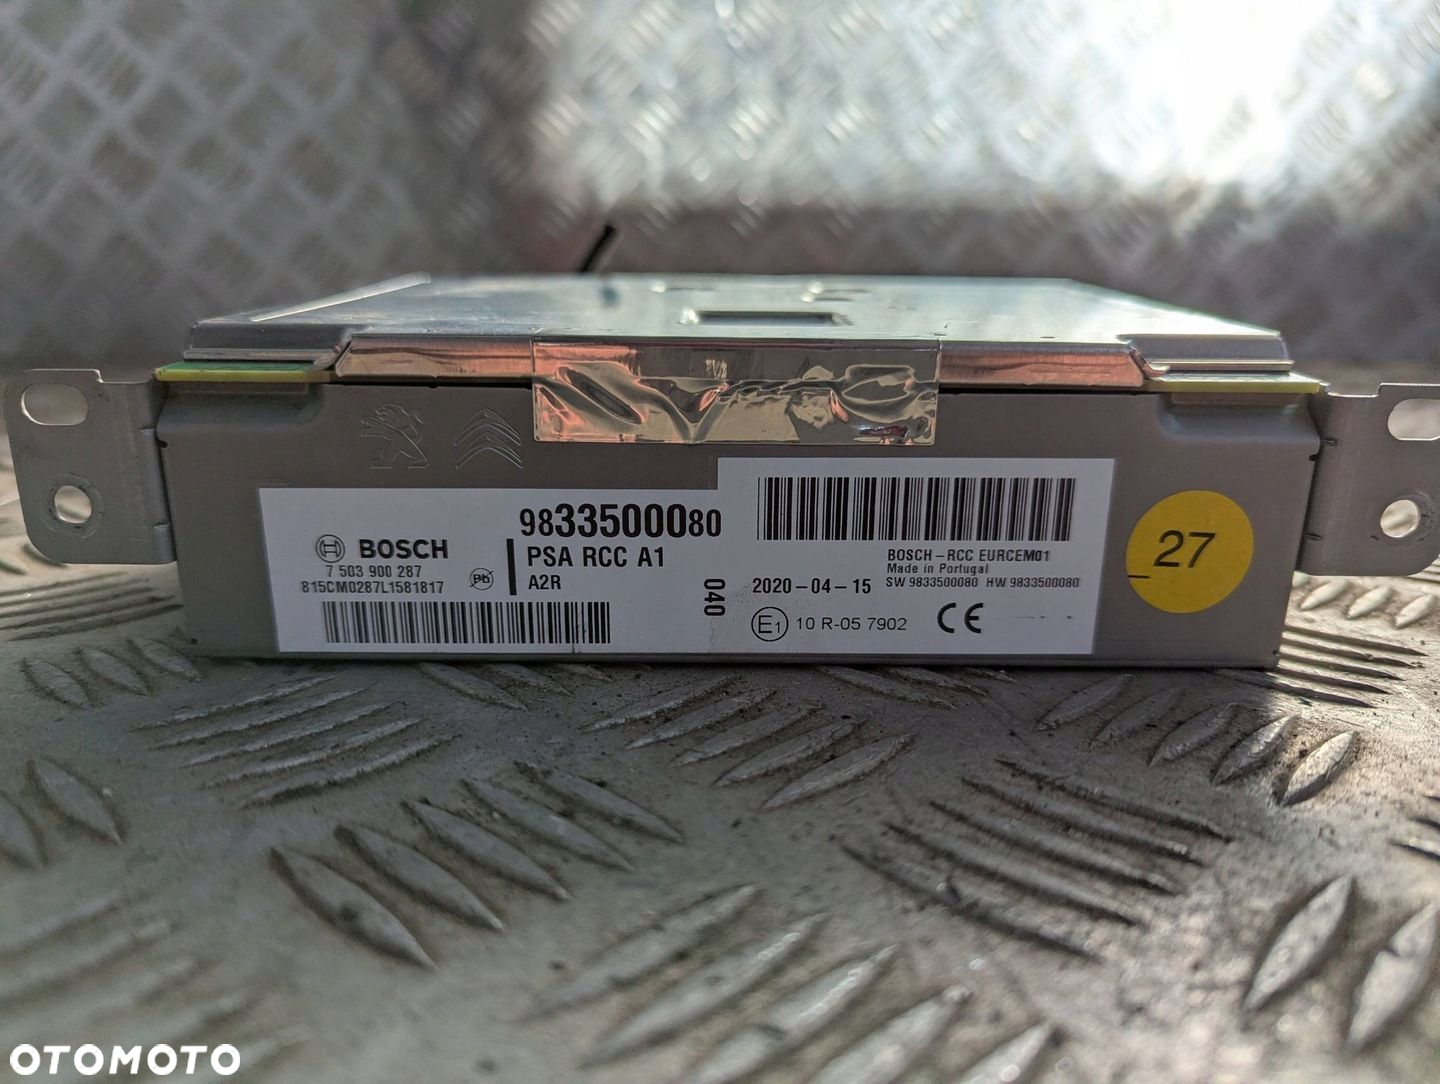 9833500080
BOSCH
PSA RCC A1
7 503 900 287
Pb
A2R
815CM0287L1581817
040
BOSCH-RCC EURCEM01
Made in Portugal
2020-04-15
SW 9833500080 HW 9833500080
E1 10 R-05 7902
CE
27
OTOMOTO